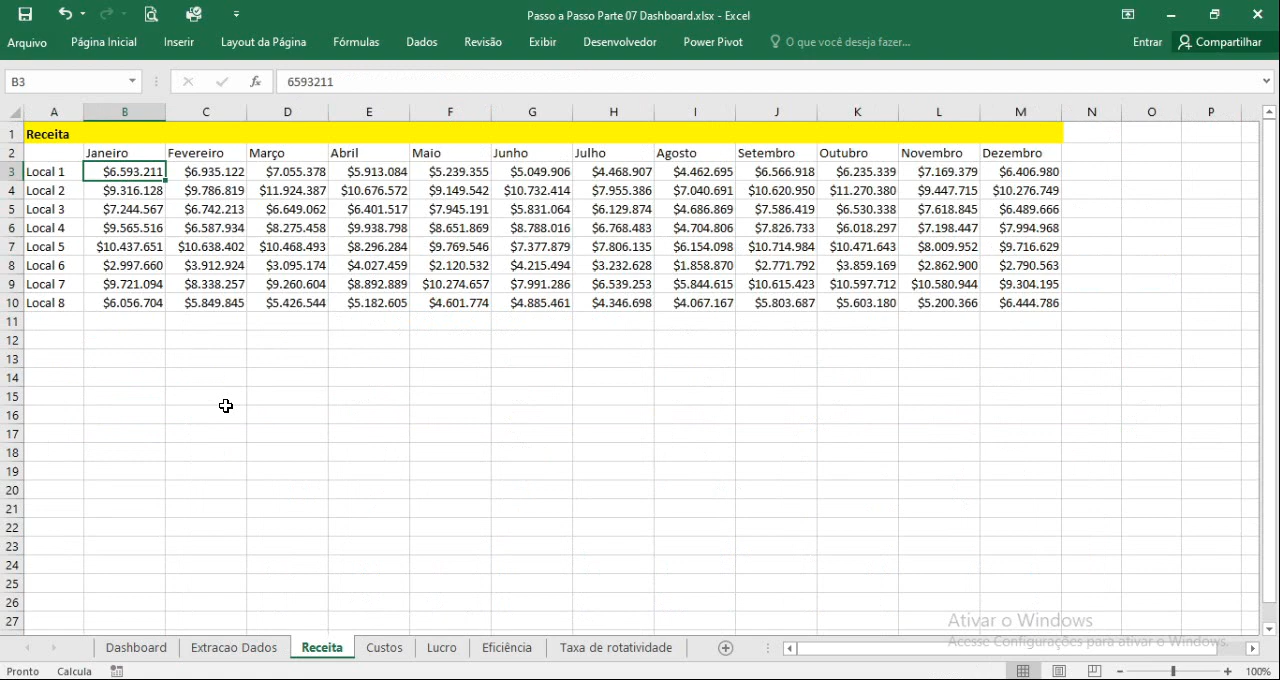 Passo a Passo Parte 07 Dashboard.xlsx - Excel
Arquivo Página Inicial Inserir Layout da Página Fórmulas Dados Revisão Exibir Desenvolvedor Power Pivot O que você deseja fazer... Entrar Compartilhar
B3 fx 6593211
A B C D E F G H I J K L M N O P
1 Receita
2 Janeiro Fevereiro Março Abril Maio Junho Julho Agosto Setembro Outubro Novembro Dezembro
3 Local 1 $6.593.211 $6.935.122 $7.055.378 $5.913.084 $5.239.355 $5.049.906 $4.468.907 $4.462.695 $6.566.918 $6.235.339 $7.169.379 $6.406.980
4 Local 2 $9.316.128 $9.786.819 $11.924.387 $10.676.572 $9.149.542 $10.732.414 $7.955.386 $7.040.691 $10.620.950 $11.270.380 $9.447.715 $10.276.749
5 Local 3 $7.244.567 $6.742.213 $6.649.062 $6.401.517 $7.945.191 $5.831.064 $6.129.874 $4.686.869 $7.586.419 $6.530.338 $7.618.845 $6.489.666
6 Local 4 $9.565.516 $6.587.934 $8.275.458 $9.938.798 $8.651.869 $8.788.016 $6.768.483 $4.704.806 $7.826.733 $6.018.297 $7.198.447 $7.994.968
7 Local 5 $10.437.651 $10.638.402 $10.468.493 $8.296.284 $9.769.546 $7.377.879 $7.806.135 $6.154.098 $10.714.984 $10.471.643 $8.009.952 $9.716.629
8 Local 6 $2.997.660 $3.912.924 $3.095.174 $4.027.459 $2.120.532 $4.215.494 $3.232.628 $1.858.870 $2.771.792 $3.859.169 $2.862.900 $2.790.563
9 Local 7 $9.721.094 $8.338.257 $9.260.604 $8.892.889 $10.274.657 $7.991.286 $6.539.253 $5.844.615 $10.615.423 $10.597.712 $10.580.944 $9.304.195
10 Local 8 $6.056.704 $5.849.845 $5.426.544 $5.182.605 $4.601.774 $4.885.461 $4.346.698 $4.067.167 $5.803.687 $5.603.180 $5.200.366 $6.444.786
11
12
13
14
15
16
17
18
19
20
21
22
23
24
25
26
27
Ativar o Windows
Acesse Configurações para ativar o Windows.
Dashboard Extracao Dados Receita Custos Lucro Eficiência Taxa de rotatividade
Pronto Calcula 100%